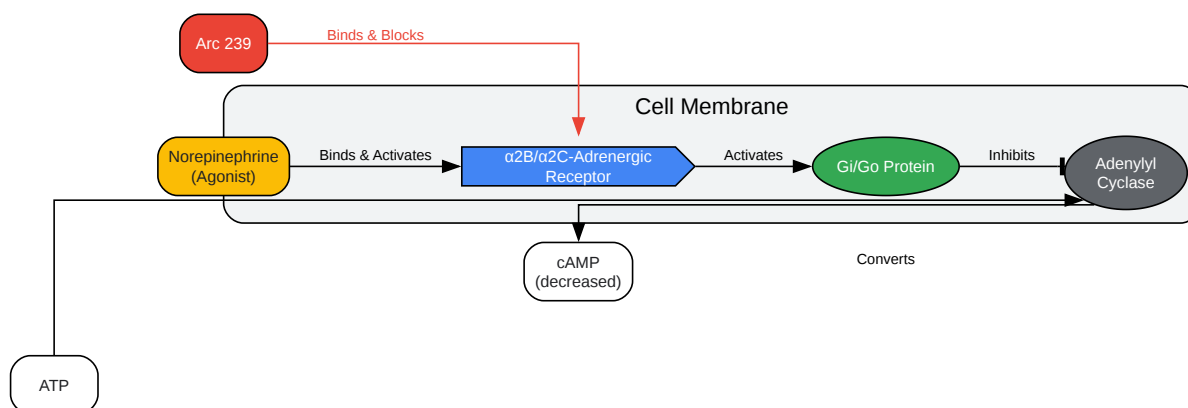 Arc 239
Binds & Blocks
Cell Membrane
Norepinephrine
(Agonist)
Binds & Activates
α2B/α2C-Adrenergic
Receptor
Activates
Gi/Go Protein
Inhibits
Adenylyl
Cyclase
cAMP
(decreased)
Converts
ATP